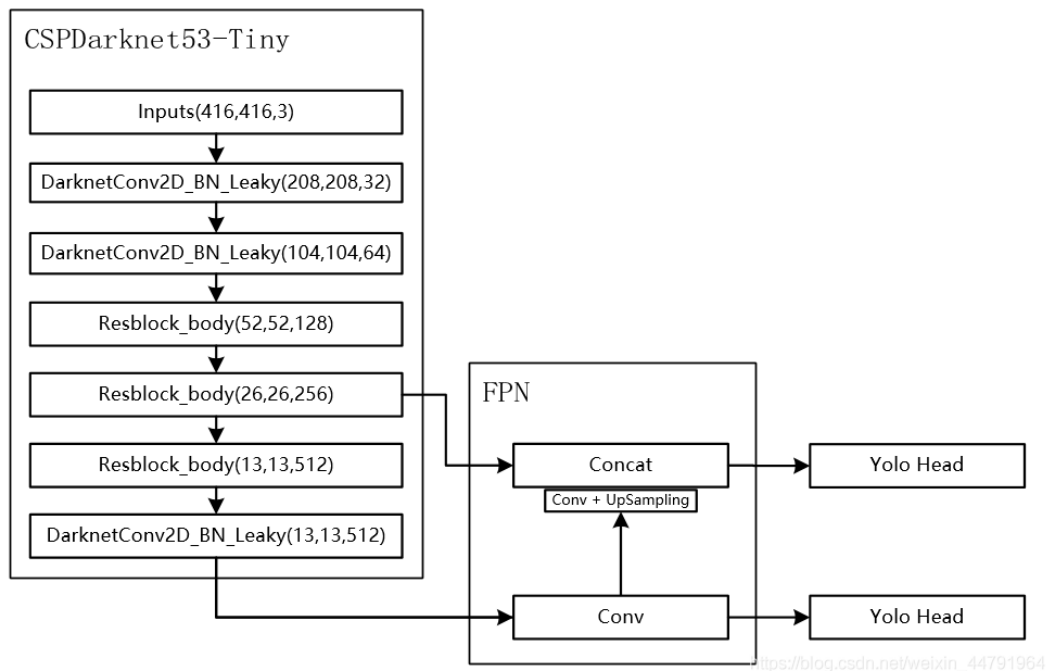 CSPDarknet53-Tiny
Inputs(416,416,3)
DarknetConv2D_BN_Leaky(208,208,32)
DarknetConv2D_BN_Leaky(104,104,64)
Resblock_body(52,52,128)
Resblock_body(26,26,256)
Resblock_body(13,13,512)
DarknetConv2D_BN_Leaky(13,13,512)
FPN
Concat
Conv + UpSampling
Conv
Yolo Head
Yolo Head
https://blog.csdn.net/weixin_44791964